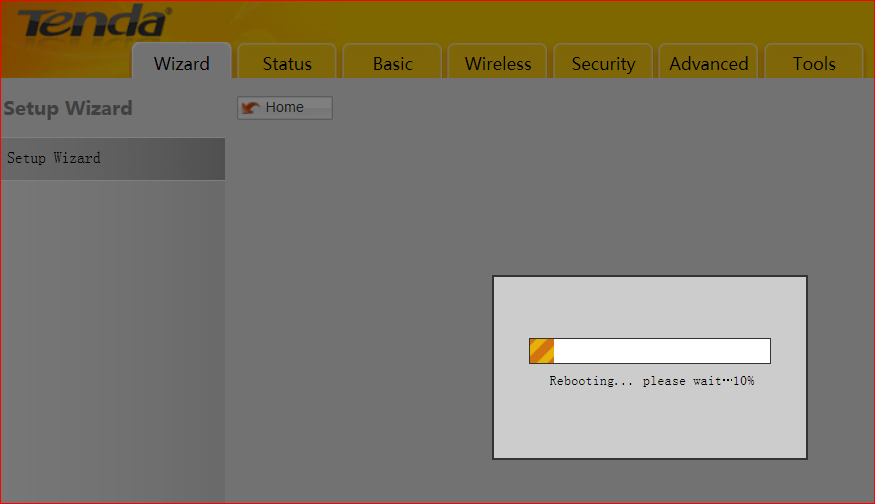 Tenda®
Wizard Status Basic Wireless Security Advanced Tools
Setup Wizard
Home
Setup Wizard
Rebooting... please wait…10%